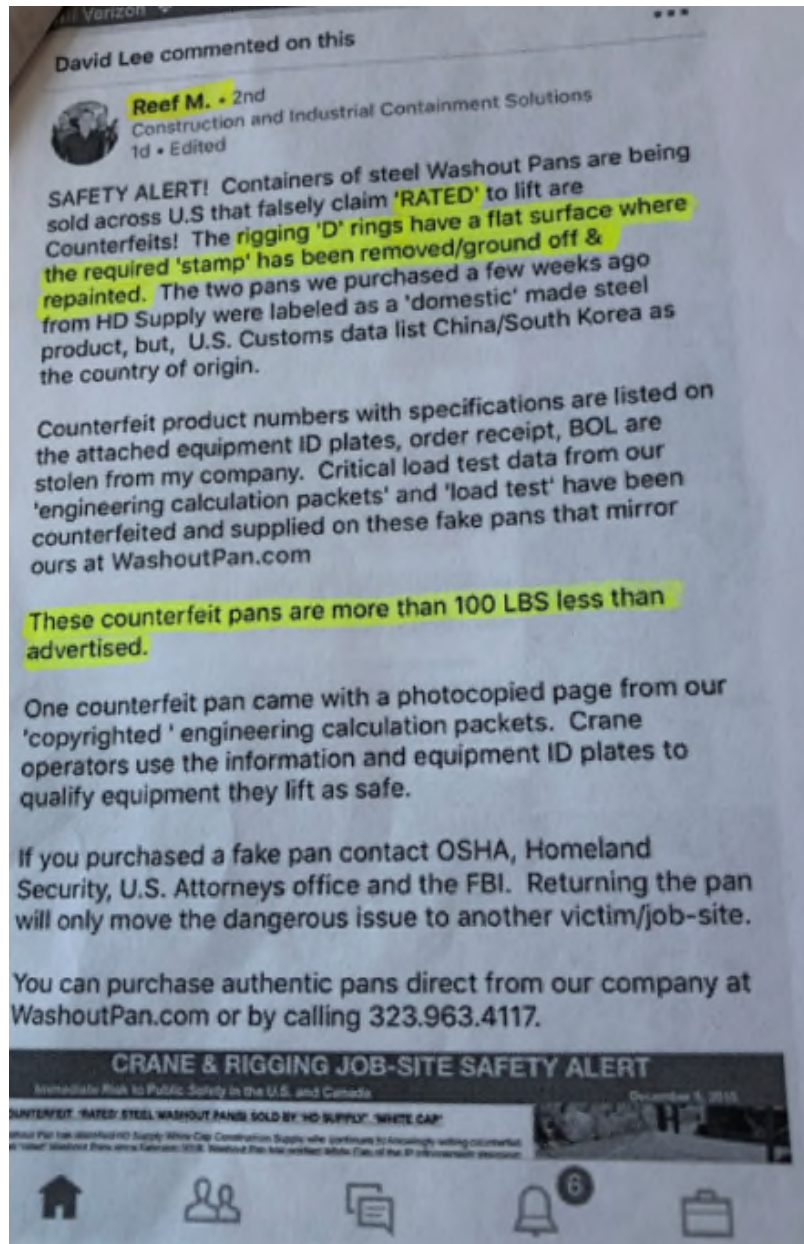 Verizon
David Lee commented on this
Reef M. • 2nd
Construction and Industrial Containment Solutions
1d • Edited
SAFETY ALERT! Containers of steel Washout Pans are being
sold across U.S that falsely claim 'RATED' to lift are
Counterfeits! The rigging 'D' rings have a flat surface where
the required 'stamp' has been removed/ground off &
repainted. The two pans we purchased a few weeks ago
from HD Supply were labeled as a 'domestic' made steel
product, but, U.S. Customs data list China/South Korea as
the country of origin.
Counterfeit product numbers with specifications are listed on
the attached equipment ID plates, order receipt, BOL are
stolen from my company. Critical load test data from our
'engineering calculation packets' and 'load test' have been
counterfeited and supplied on these fake pans that mirror
ours at WashoutPan.com
These counterfeit pans are more than 100 LBS less than
advertised.
One counterfeit pan came with a photocopied page from our
'copyrighted ' engineering calculation packets. Crane
operators use the information and equipment ID plates to
qualify equipment they lift as safe.
If you purchased a fake pan contact OSHA, Homeland
Security, U.S. Attorneys office and the FBI. Returning the pan
will only move the dangerous issue to another victim/job-site.
You can purchase authentic pans direct from our company at
WashoutPan.com or by calling 323.963.4117.
CRANE & RIGGING JOB-SITE SAFETY ALERT
Immediate Risk to Public Safety in the U.S. and Canada
COUNTERFEIT 'RATED' STEEL WASHOUT PANS! SOLD BY 'HD SUPPLY' 'WHITE CAP'
6